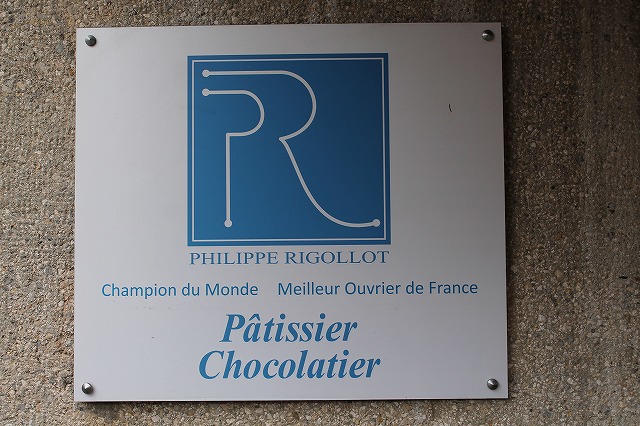 PR
PHILIPPE RIGOLLOT
Champion du Monde Meilleur Ouvrier de France
Pâtissier
Chocolatier